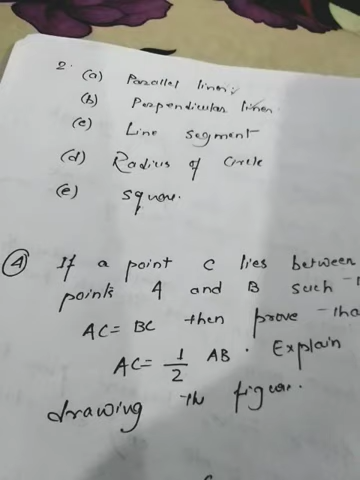 2.
(a) Parallel lines
(b) Perpendicular lines
(c) Line segment
(d) Radius of circle
(e) square.
(4) If a point C lies between
points A and B such
AC = BC then prove
AC = 1/2 AB. Explain
drawing the figure.